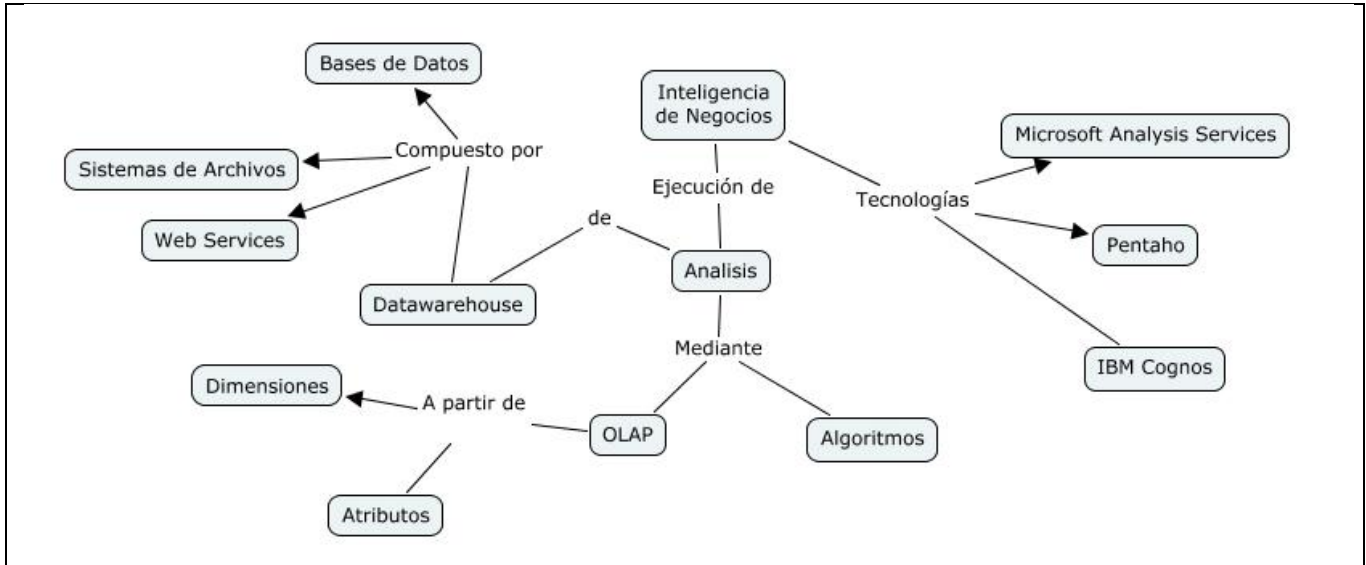 Bases de Datos
Inteligencia
de Negocios
Microsoft Analysis Services
Compuesto por
Sistemas de Archivos
Ejecución de
Tecnologías
de
Web Services
Pentaho
Analisis
Datawarehouse
Mediante
IBM Cognos
Dimensiones
A partir de
OLAP
Algoritmos
Atributos